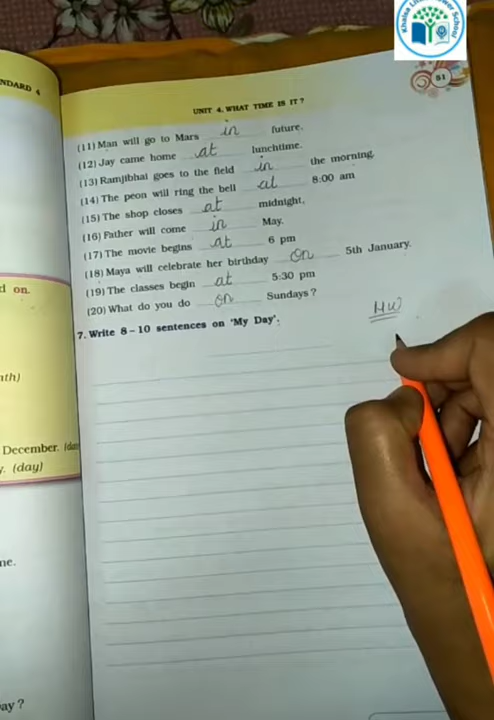 NDARD 4
UNIT 4. WHAT TIME IS IT ?
51
(11) Man will go to Mars in future.
(12) Jay came home at lunchtime.
(13) Ramjibhai goes to the field in the morning.
(14) The peon will ring the bell at 8:00 am
(15) The shop closes at midnight,
(16) Father will come in May.
(17) The movie begins at 6 pm
(18) Maya will celebrate her birthday on 5th January.
(19) The classes begin at 5:30 pm
(20) What do you do on Sundays ?
7. Write 8 – 10 sentences on 'My Day'.
HW
d on.
nth)
December. (da
y. (day)
me.
ay ?